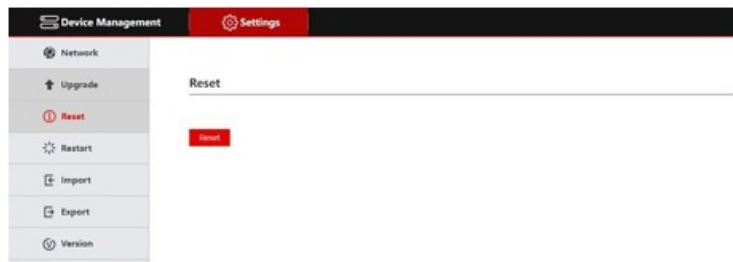 Device Management Settings
Network
Upgrade
Reset
Restart
Import
Export
Version
Reset
Reset